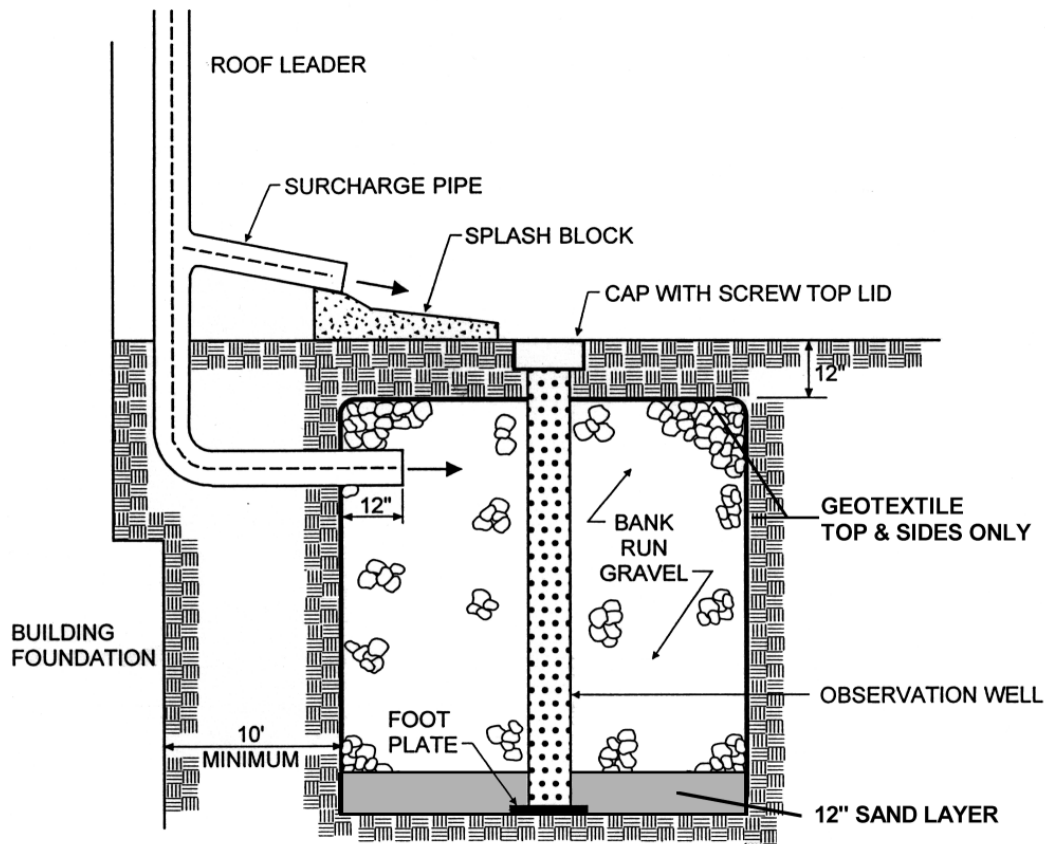 ROOF LEADER
SURCHARGE PIPE
SPLASH BLOCK
CAP WITH SCREW TOP LID
12"
12"
GEOTEXTILE
TOP & SIDES ONLY
BANK
RUN
GRAVEL
BUILDING
FOUNDATION
OBSERVATION WELL
FOOT
PLATE
10'
MINIMUM
12" SAND LAYER